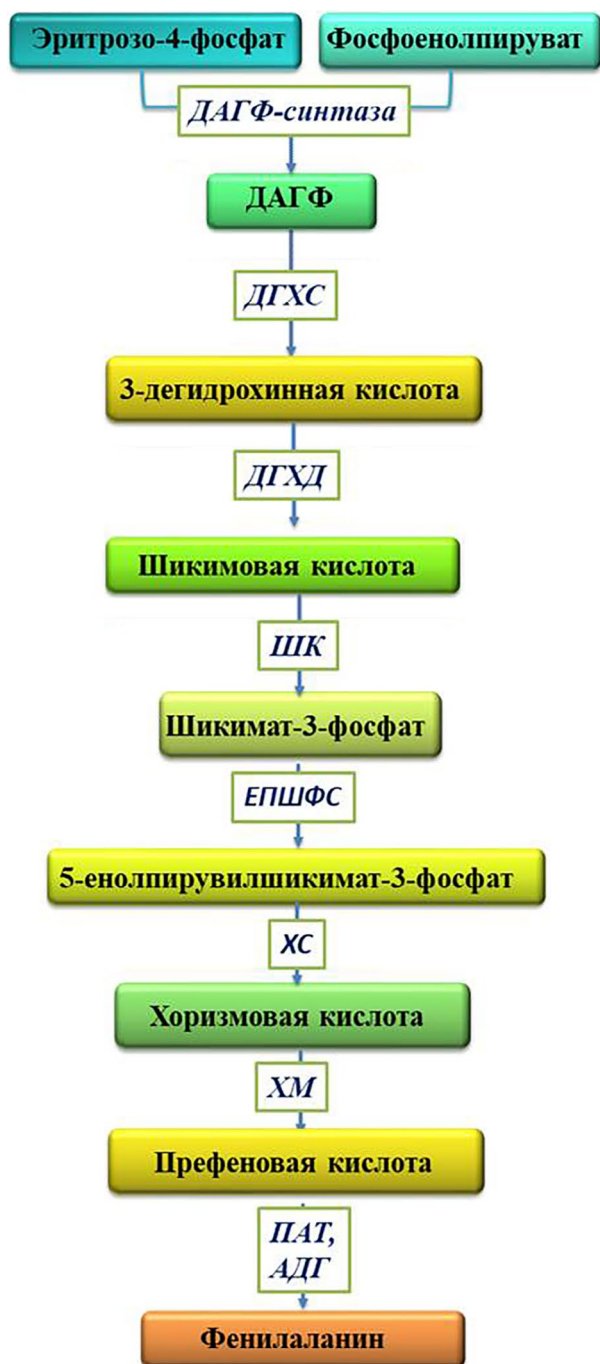 Эритрозо-4-фосфат
Фосфоенолпируват
ДАГФ-синтаза
ДАГФ
ДГХС
3-дегидрохинная кислота
ДГХД
Шикимовая кислота
ШК
Шикимат-3-фосфат
ЕПШФС
5-енолпирувилшикимат-3-фосфат
ХС
Хоризмовая кислота
ХМ
Префеновая кислота
ПАТ,
АДГ
Фенилаланин